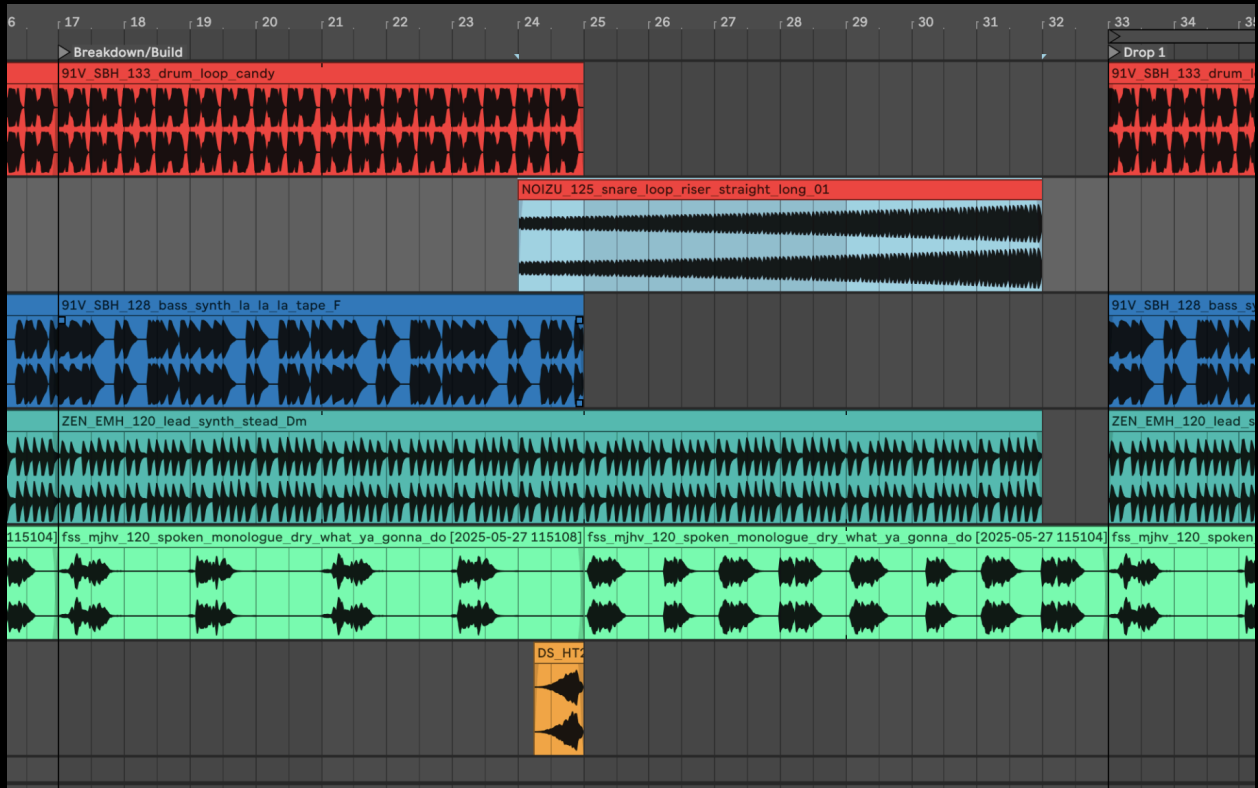 6 17 18 19 20 21 22 23 24 25 26 27 28 29 30 31 32 33 34 35
Breakdown/Build Drop 1
91V_SBH_133_drum_loop_candy 91V_SBH_133_drum_l
NOIZU_125_snare_loop_riser_straight_long_01
91V_SBH_128_bass_synth_la_la_la_tape_F 91V_SBH_128_bass_sy
ZEN_EMH_120_lead_synth_stead_Dm ZEN_EMH_120_lead_s
115104] fss_mjhv_120_spoken_monologue_dry_what_ya_gonna_do [2025-05-27 115108] fss_mjhv_120_spoken_monologue_dry_what_ya_gonna_do [2025-05-27 115104] fss_mjhv_120_spoken
DS_HT2